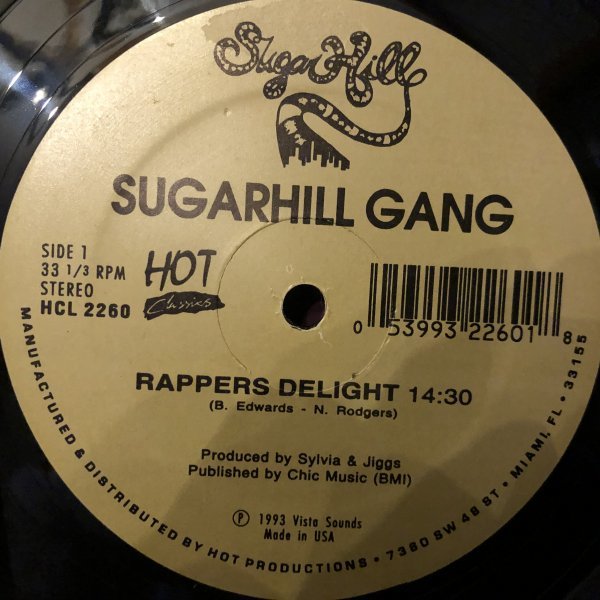 SugarHill
SUGARHILL GANG
SIDE 1
33 1/3 RPM
STEREO
HCL 2260
HOT
Classics
0 53993 22601 8
RAPPERS DELIGHT 14:30
(B. Edwards - N. Rodgers)
Produced by Sylvia & Jiggs
Published by Chic Music (BMI)
℗ 1993 Vista Sounds
Made in USA
MANUFACTURED & DISTRIBUTED BY HOT PRODUCTIONS • 7380 SW 48 ST • MIAMI, FL • 33155